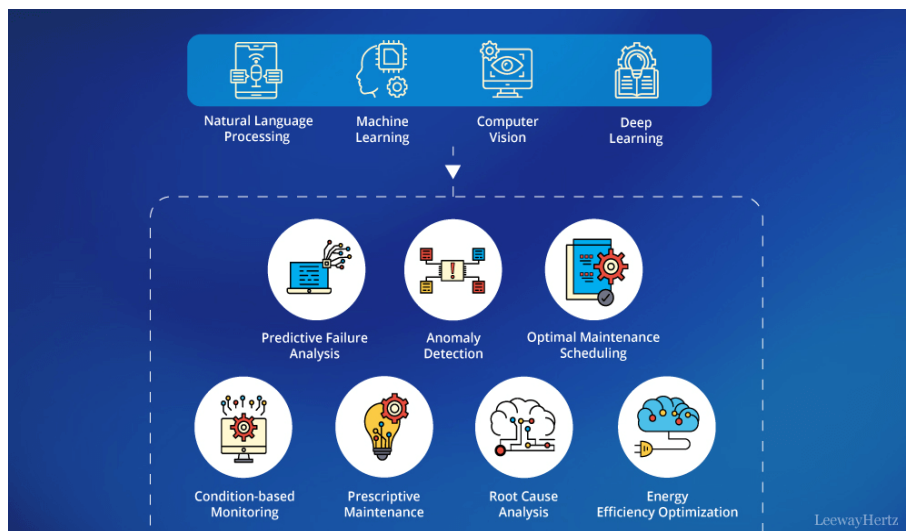 Natural Language
Processing
Machine
Learning
Computer
Vision
Deep
Learning
Predictive Failure
Analysis
Anomaly
Detection
Optimal Maintenance
Scheduling
Condition-based
Monitoring
Prescriptive
Maintenance
Root Cause
Analysis
Energy
Efficiency Optimization
LeewayHertz